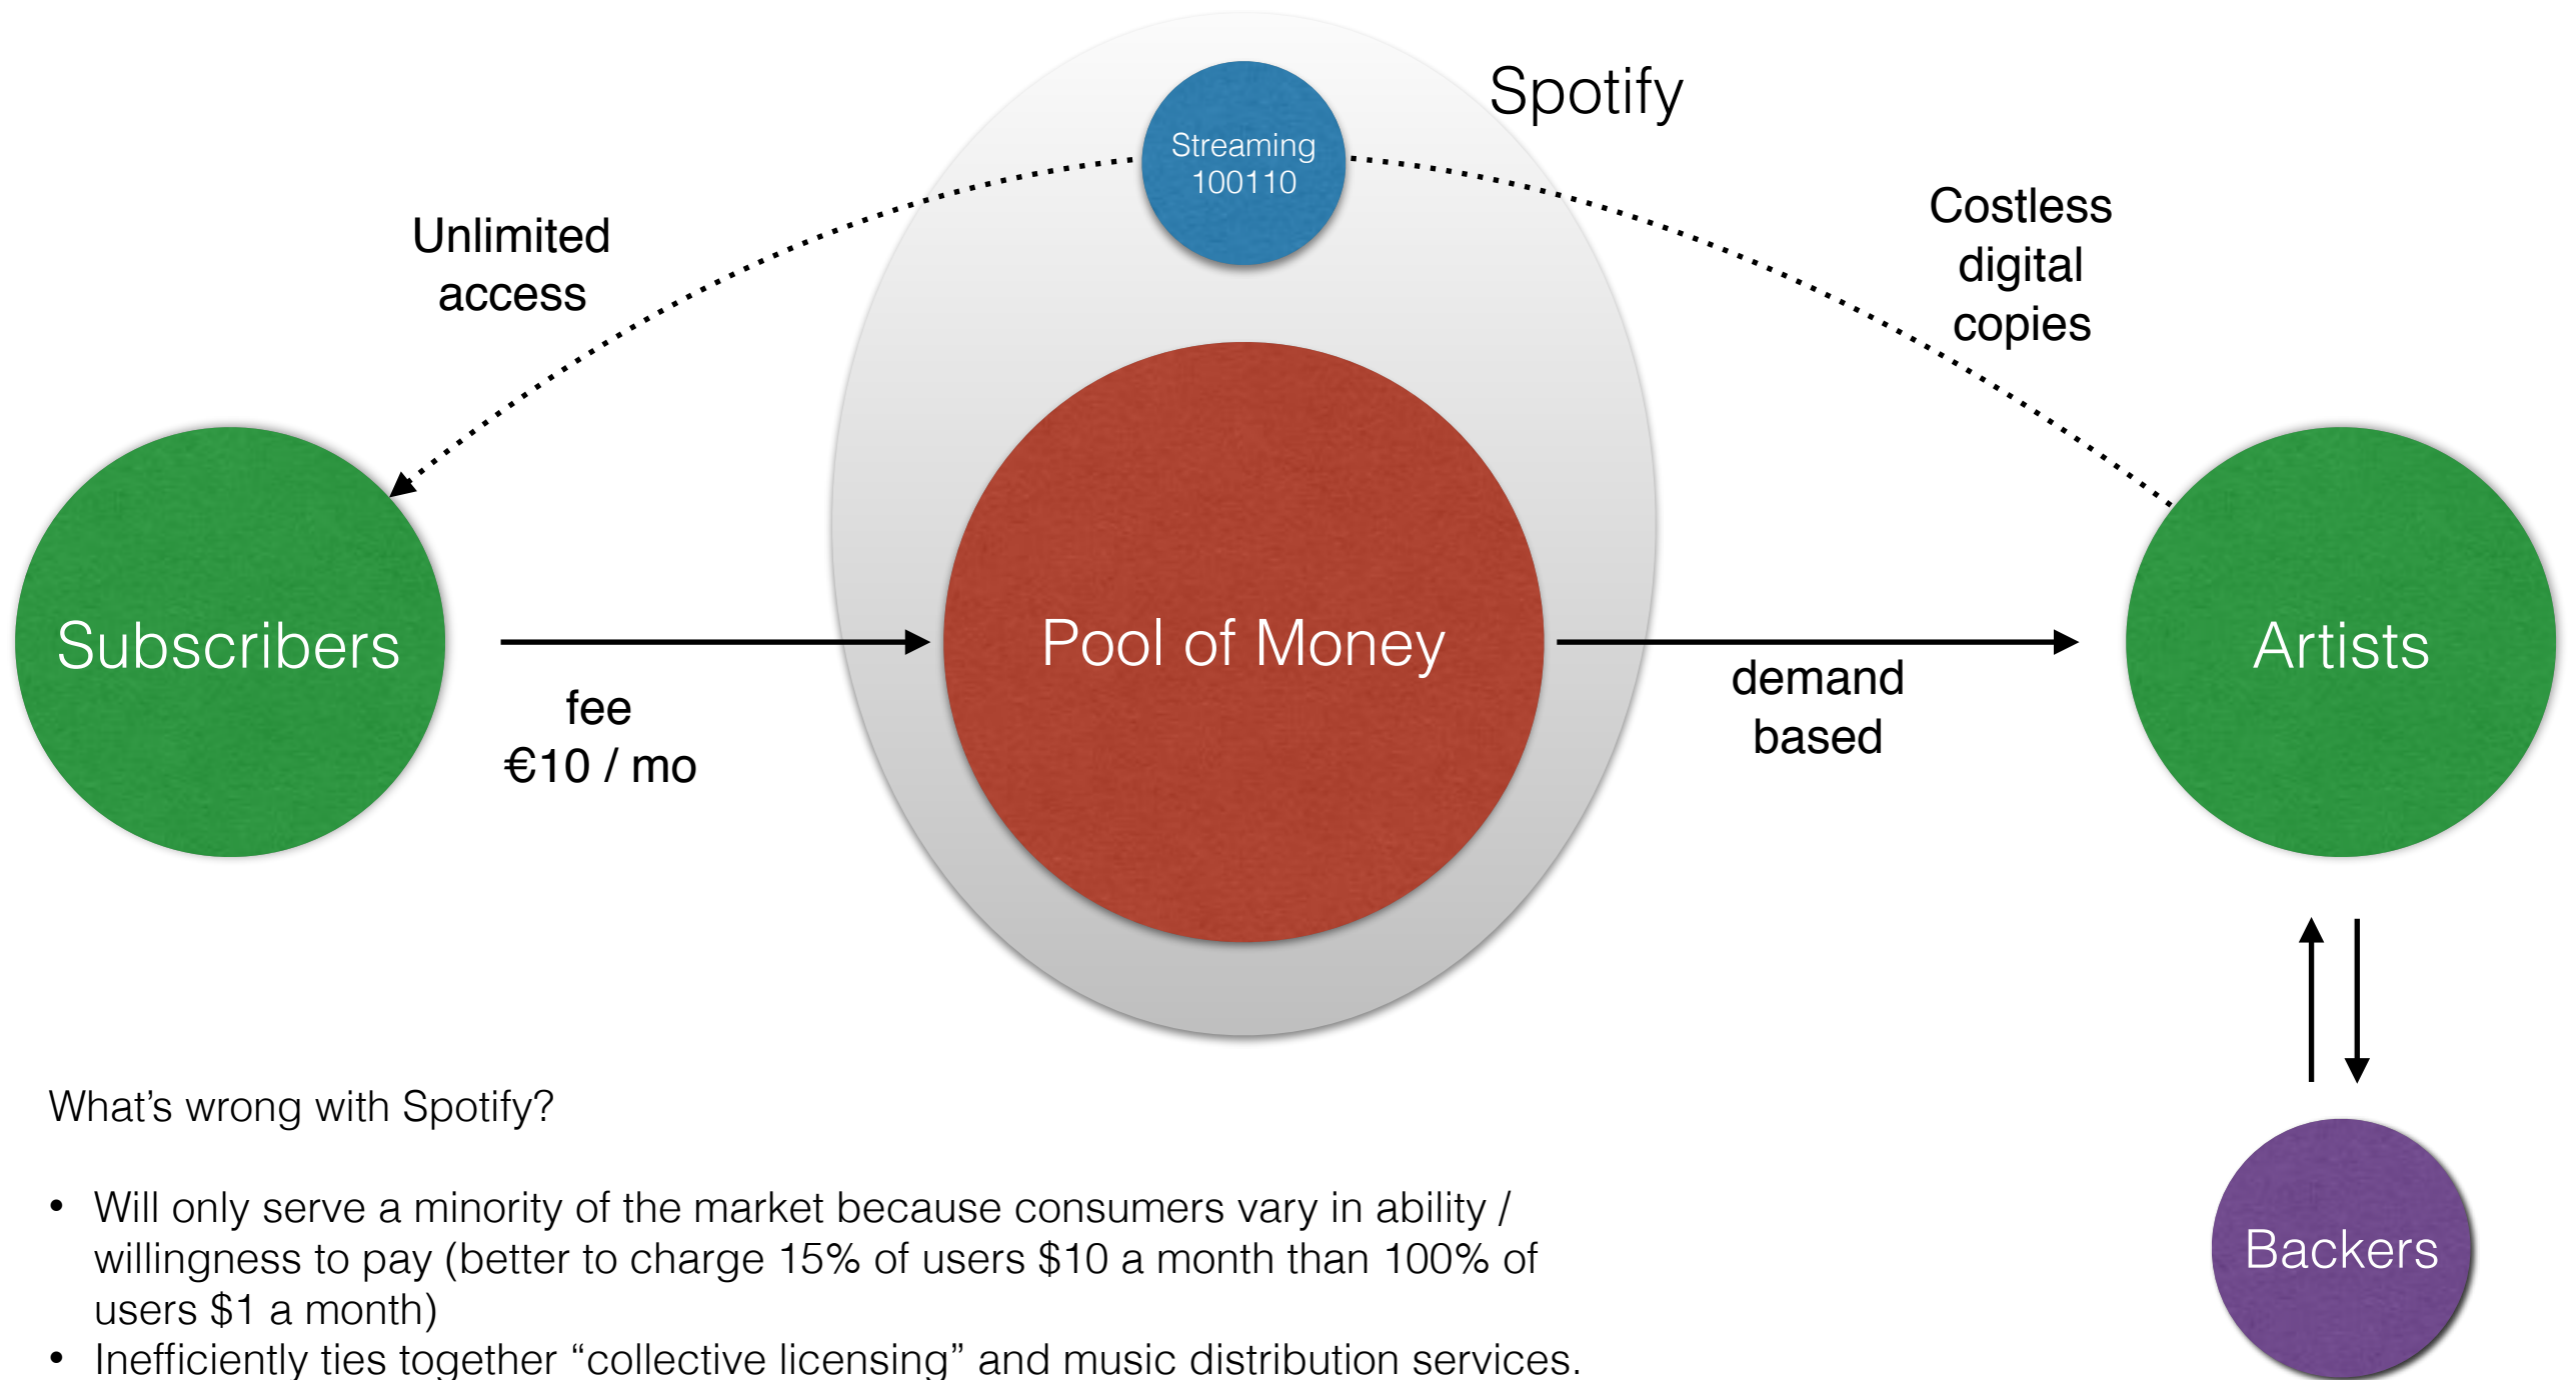 Spotify
Streaming
100110
Unlimited
access
Costless
digital
copies
Subscribers
Pool of Money
Artists
fee
€10 / mo
demand
based
What’s wrong with Spotify?
• Will only serve a minority of the market because consumers vary in ability /
willingness to pay (better to charge 15% of users $10 a month than 100% of
users $1 a month)
• Inefficiently ties together “collective licensing” and music distribution services.
Backers